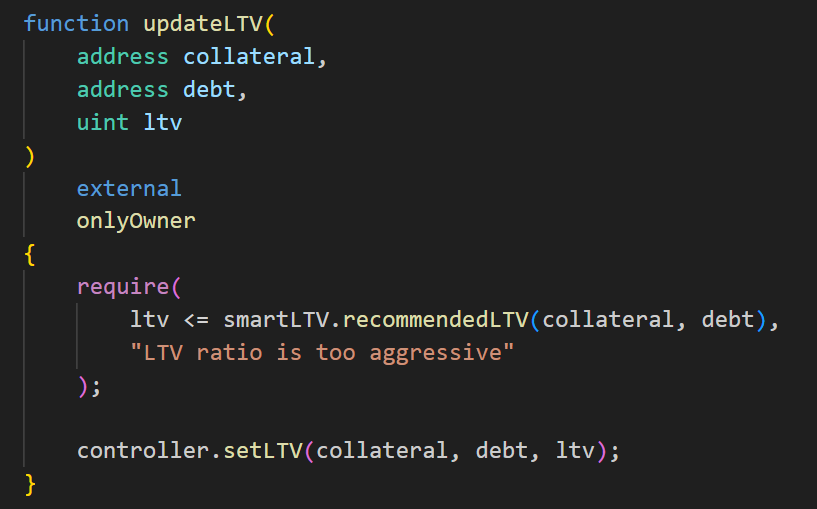 function updateLTV(
address collateral,
address debt,
uint ltv
)
external
onlyOwner
{
require(
ltv <= smartLTV.recommendedLTV(collateral, debt),
"LTV ratio is too aggressive"
);
controller.setLTV(collateral, debt, ltv);
}